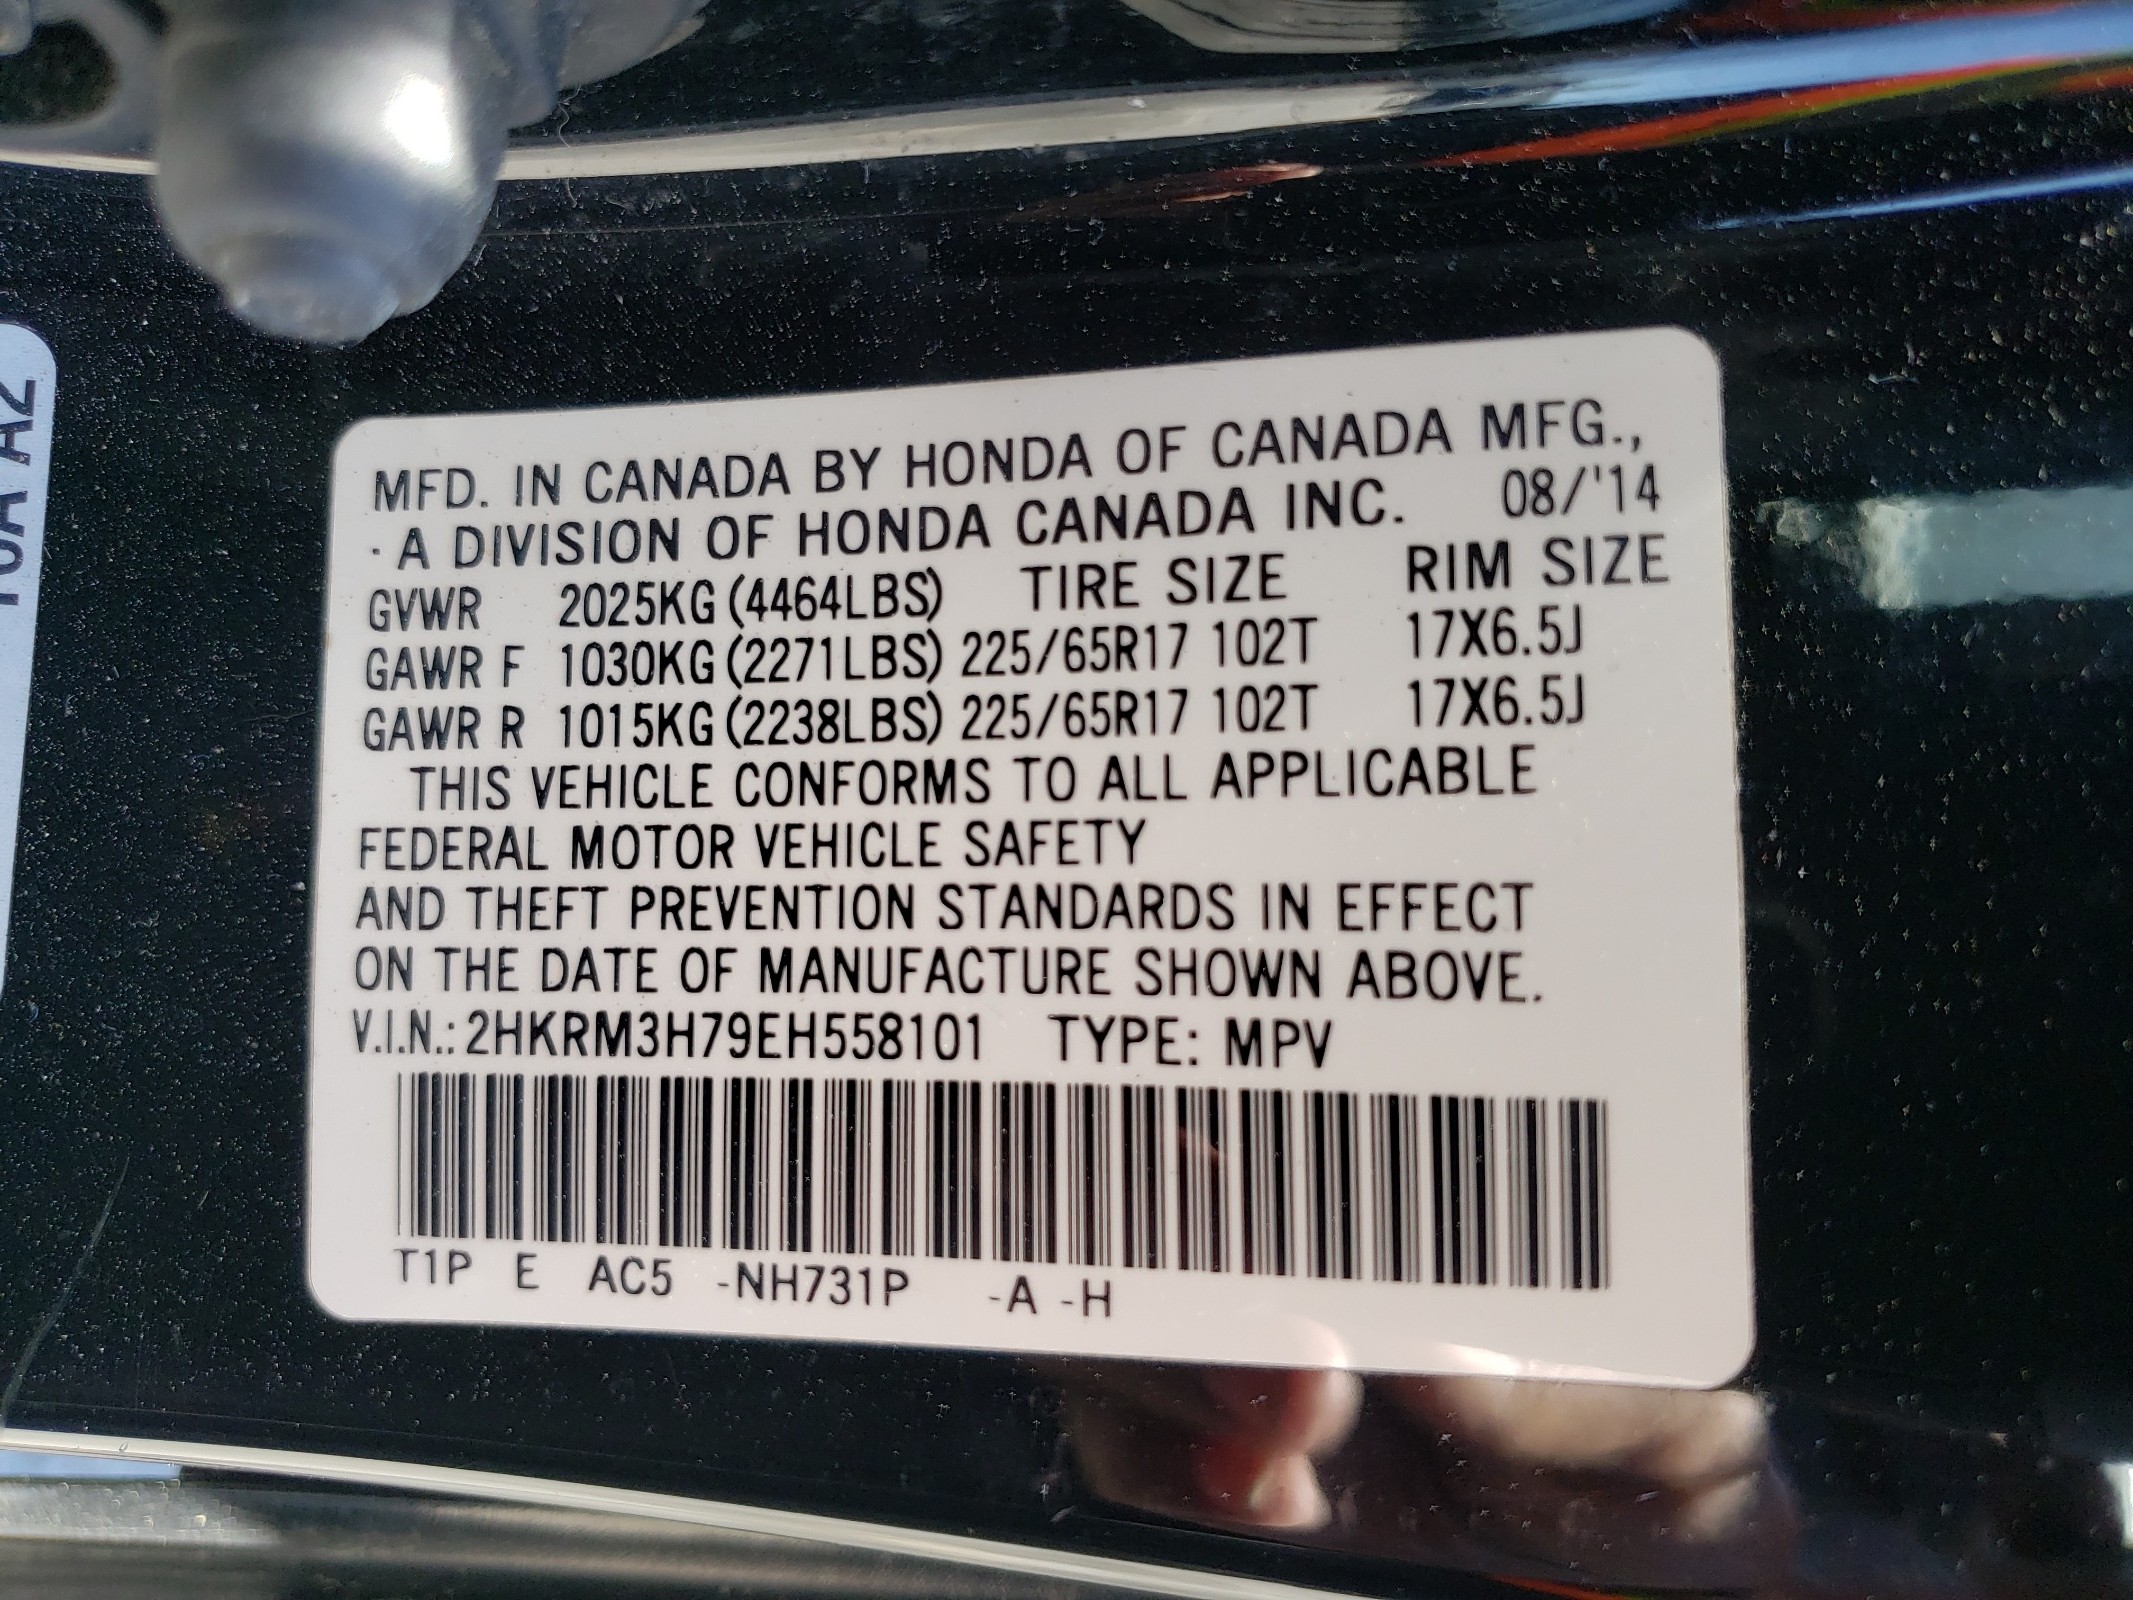 MFD. IN CANADA BY HONDA OF CANADA MFG.,
· A DIVISION OF HONDA CANADA INC. 08/'14
GVWR 2025KG (4464LBS) TIRE SIZE RIM SIZE
GAWR F 1030KG (2271LBS) 225/65R17 102T 17X6.5J
GAWR R 1015KG (2238LBS) 225/65R17 102T 17X6.5J
THIS VEHICLE CONFORMS TO ALL APPLICABLE
FEDERAL MOTOR VEHICLE SAFETY
AND THEFT PREVENTION STANDARDS IN EFFECT
ON THE DATE OF MANUFACTURE SHOWN ABOVE.
V.I.N.: 2HKRM3H79EH558101 TYPE: MPV
T1P E AC5 -NH731P -A -H
A2